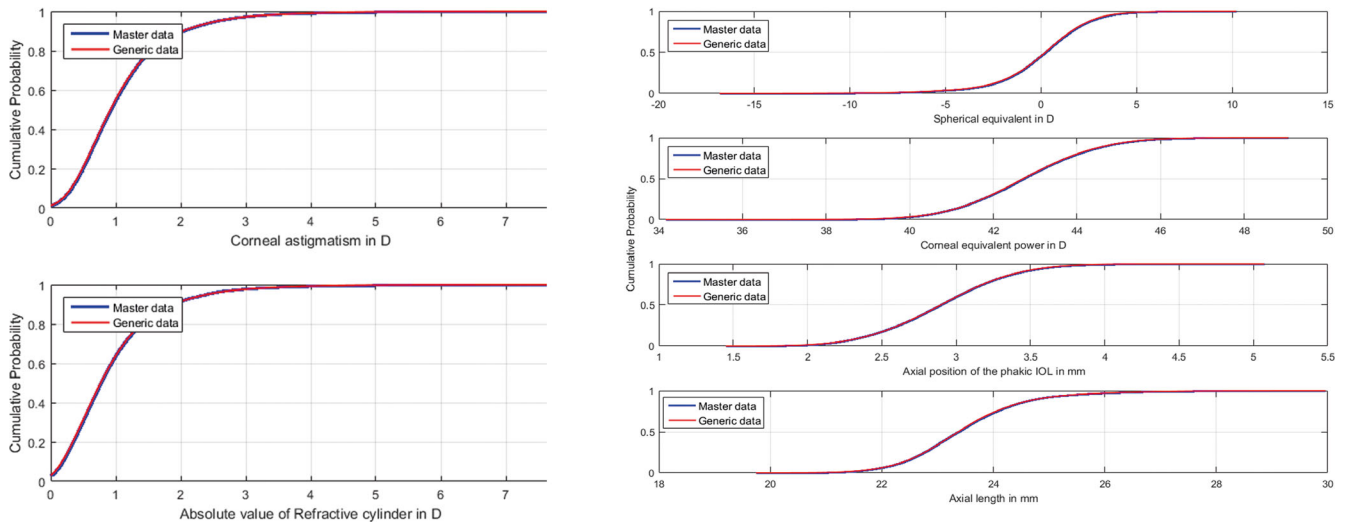 1
0.8
0.6
0.4
0.2
0
Cumulative Probability
Master data
Generic data
0 1 2 3 4 5 6 7
Corneal astigmatism in D
1
0.8
0.6
0.4
0.2
0
Cumulative Probability
Master data
Generic data
0 1 2 3 4 5 6 7
Absolute value of Refractive cylinder in D
Cumulative Probability
1
0.5
0
Master data
Generic data
-20 -15 -10 -5 0 5 10 15
Spherical equivalent in D
1
0.5
0
Master data
Generic data
34 36 38 40 42 44 46 48 50
Corneal equivalent power in D
1
0.5
0
Master data
Generic data
1 1.5 2 2.5 3 3.5 4 4.5 5 5.5
Axial position of the phakic IOL in mm
1
0.5
0
Master data
Generic data
18 20 22 24 26 28 30
Axial length in mm